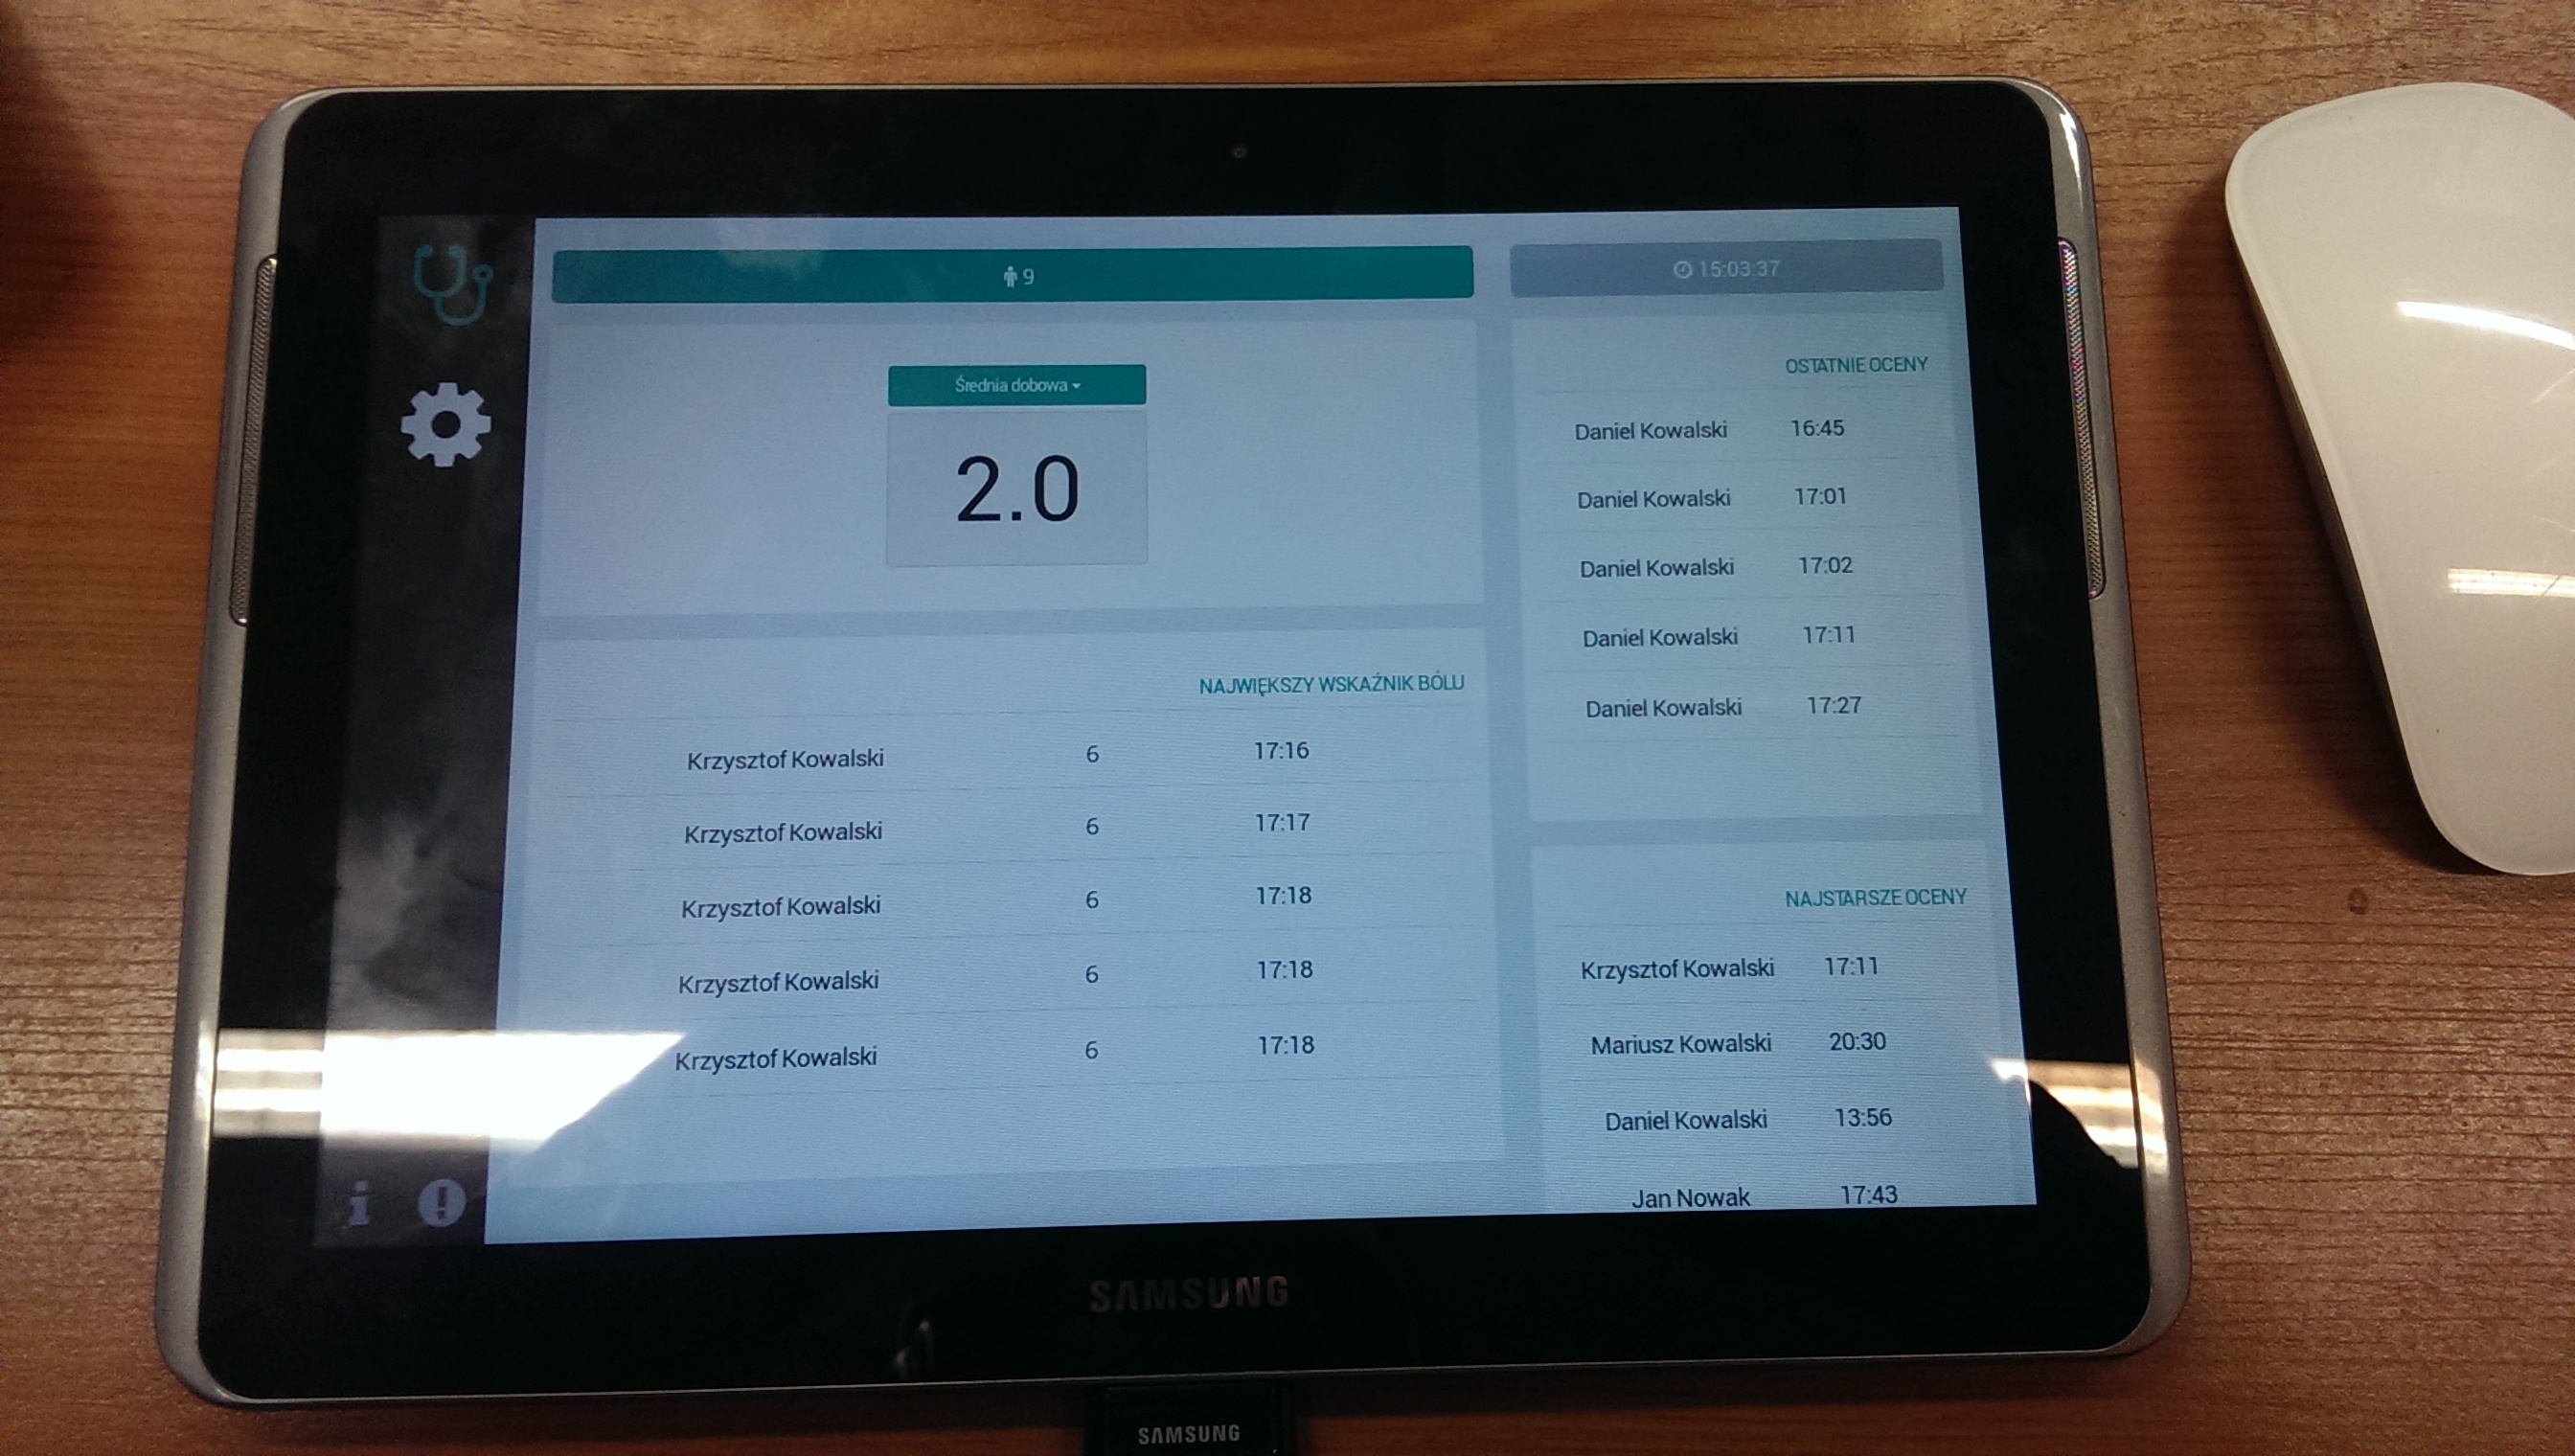 9
15:03:37
Średnia dobowa
2.0
NAJWIĘKSZY WSKAŹNIK BÓLU
Krzysztof Kowalski 6 17:16
Krzysztof Kowalski 6 17:17
Krzysztof Kowalski 6 17:18
Krzysztof Kowalski 6 17:18
Krzysztof Kowalski 6 17:18
OSTATNIE OCENY
Daniel Kowalski 16:45
Daniel Kowalski 17:01
Daniel Kowalski 17:02
Daniel Kowalski 17:11
Daniel Kowalski 17:27
NAJSTARSZE OCENY
Krzysztof Kowalski 17:11
Mariusz Kowalski 20:30
Daniel Kowalski 13:56
Jan Nowak 17:43
SAMSUNG
SAMSUNG